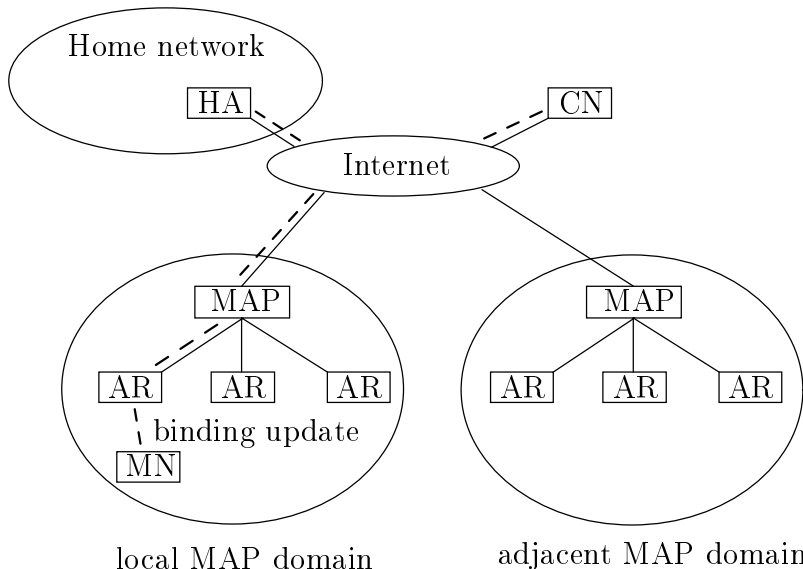 Home network
HA
CN
Internet
MAP
MAP
AR
AR
AR
AR
AR
AR
binding update
MN
local MAP domain
adjacent MAP domain